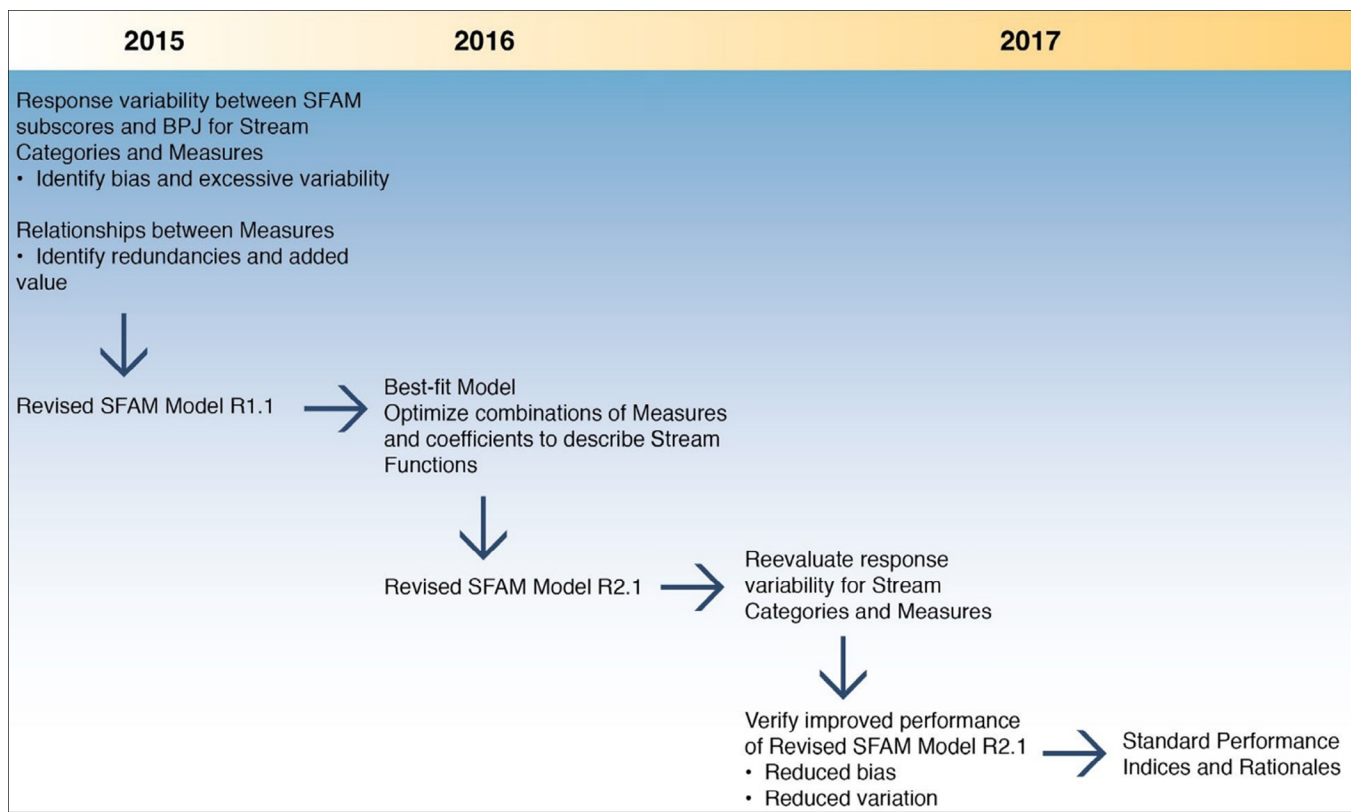 2015
2016
2017
Response variability between SFAM
subscores and BPJ for Stream
Categories and Measures
• Identify bias and excessive variability
Relationships between Measures
• Identify redundancies and added
value
Revised SFAM Model R1.1
Best-fit Model
Optimize combinations of Measures
and coefficients to describe Stream
Functions
Revised SFAM Model R2.1
Reevaluate response
variability for Stream
Categories and Measures
Verify improved performance
of Revised SFAM Model R2.1
• Reduced bias
• Reduced variation
Standard Performance
Indices and Rationales